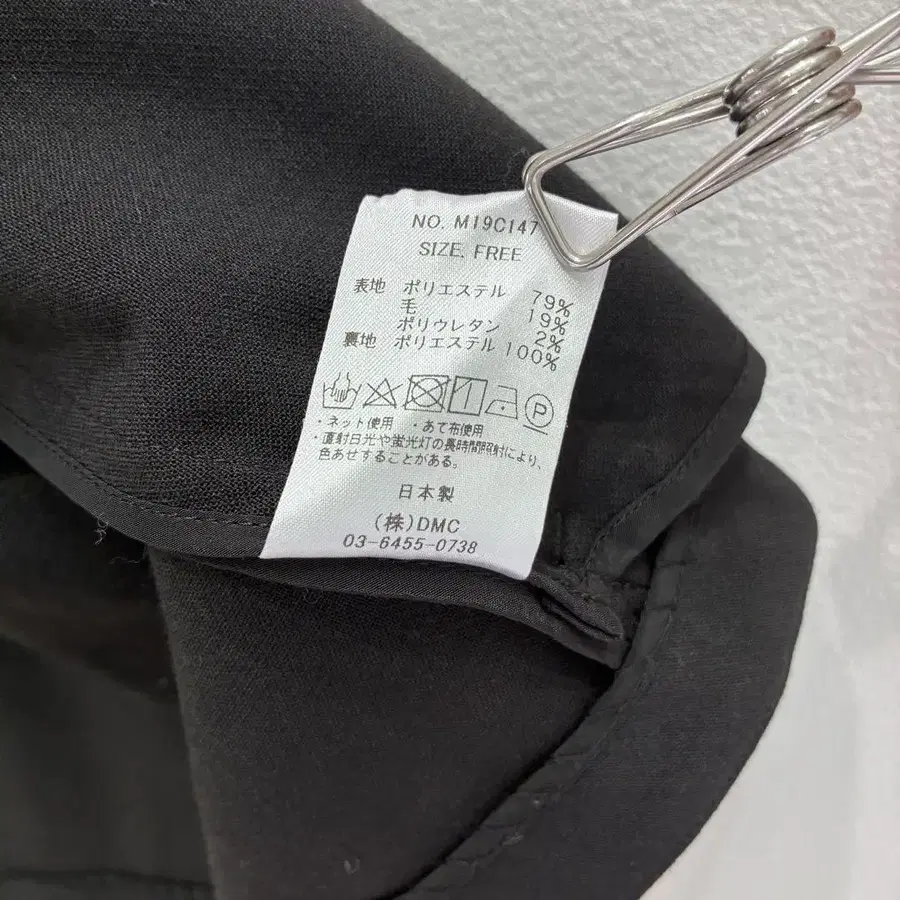 NO. M19C147
SIZE. FREE
表地 ポリエステル 79%
毛 19%
ポリウレタン 2%
裏地 ポリエステル 100%
・ネット使用 ・あて布使用
・直射日光や蛍光灯の長時間照射により、
色あせすることがある。
日本製
(株)DMC
03-6455-0738